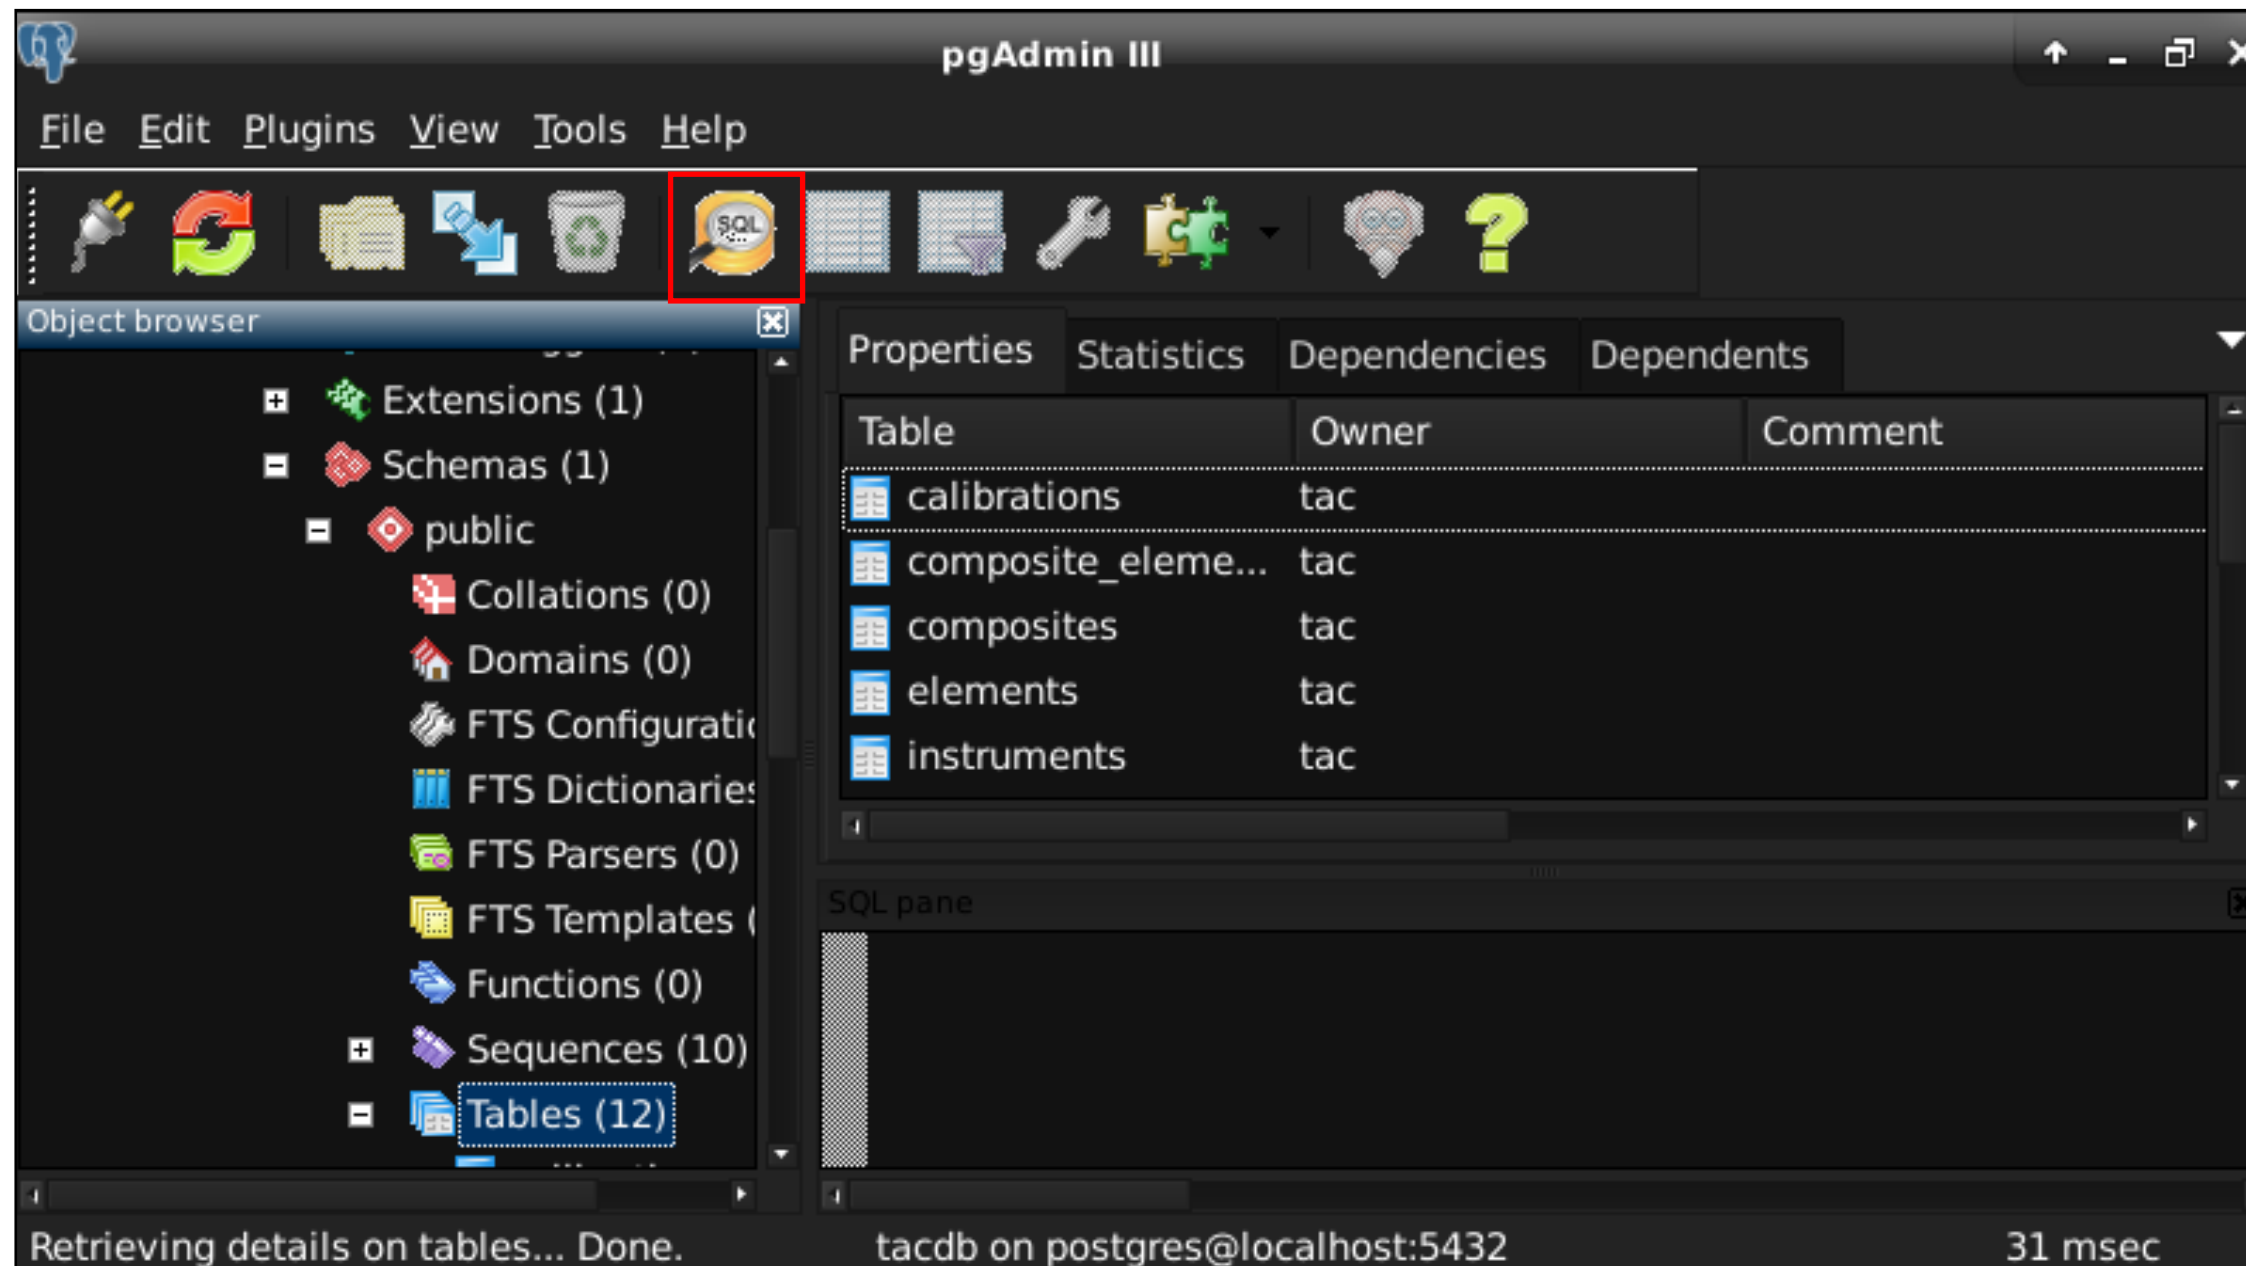 pgAdmin III
File Edit Plugins View Tools Help
SQL
Object browser
Extensions (1)
Schemas (1)
public
Collations (0)
Domains (0)
FTS Configuratio
FTS Dictionaries
FTS Parsers (0)
FTS Templates (
Functions (0)
Sequences (10)
Tables (12)
Properties Statistics Dependencies Dependents
Table Owner Comment
calibrations tac
composite_eleme... tac
composites tac
elements tac
instruments tac
SQL pane
Retrieving details on tables... Done. tacdb on postgres@localhost:5432 31 msec